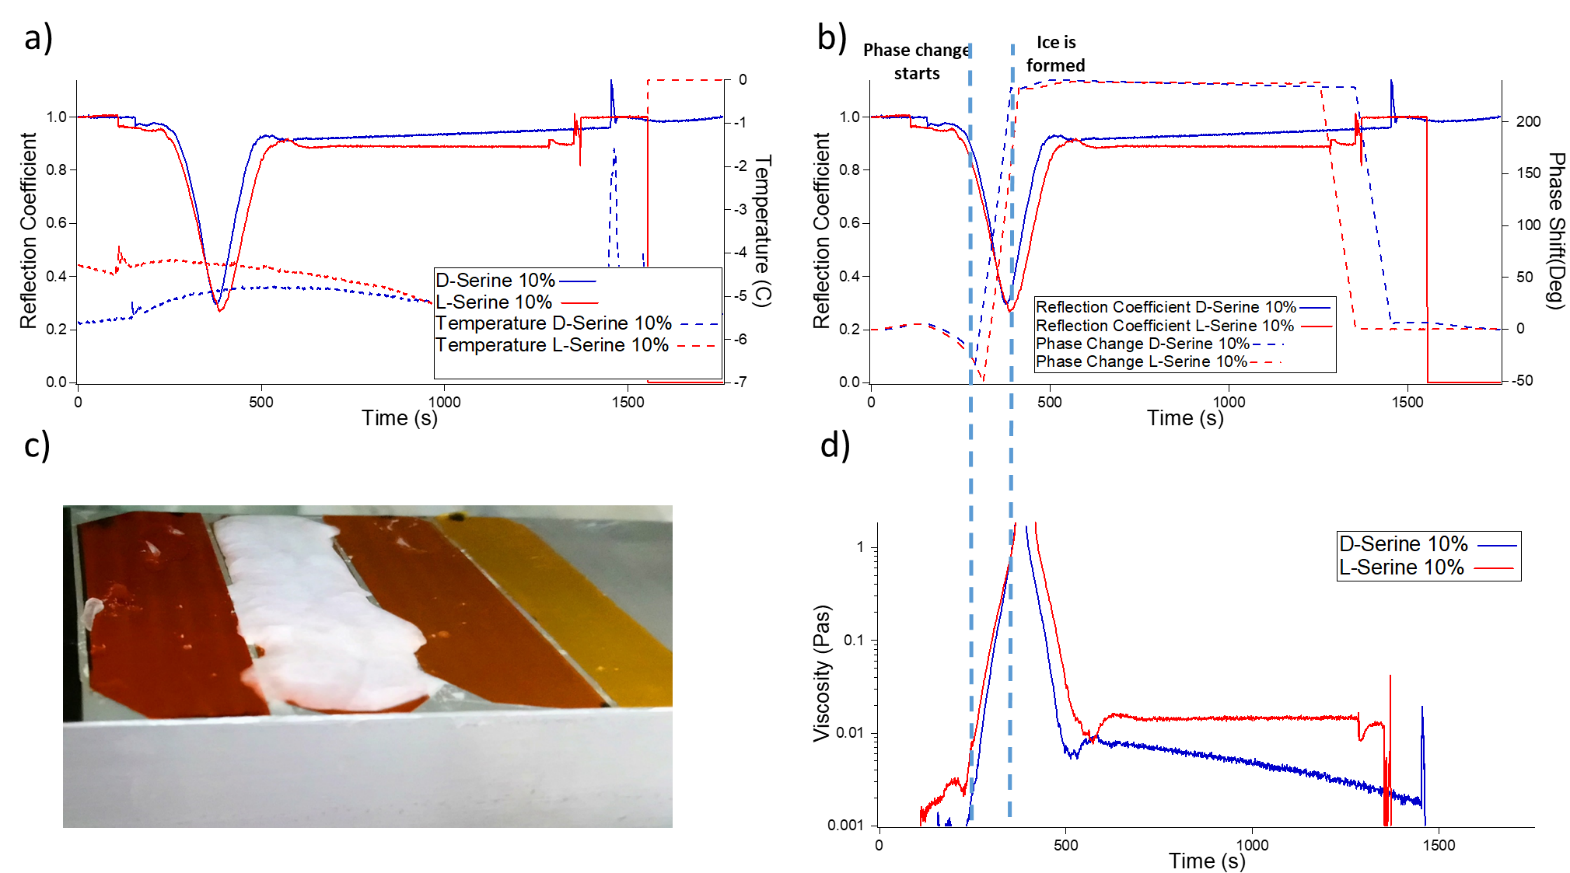 a)
1.0
0.8
0.6
0.4
0.2
0.0
Reflection Coefficient
0
-1
-2
-3
-4
-5
-6
-7
Temperature (C)
D-Serine 10%
L-Serine 10%
Temperature D-Serine 10%
Temperature L-Serine 10%
0
500
1000
1500
Time (s)
b)
Phase change
starts
Ice is
formed
1.0
0.8
0.6
0.4
0.2
0.0
Reflection Coefficient
200
150
100
50
0
-50
Phase Shift(Deg)
Reflection Coefficient D-Serine 10%
Reflection Coefficient L-Serine 10%
Phase Change D-Serine 10%
Phase Change L-Serine 10%
0
500
1000
1500
Time (s)
c)
d)
1
0.1
0.01
0.001
Viscosity (Pas)
D-Serine 10%
L-Serine 10%
0
500
1000
1500
Time (s)